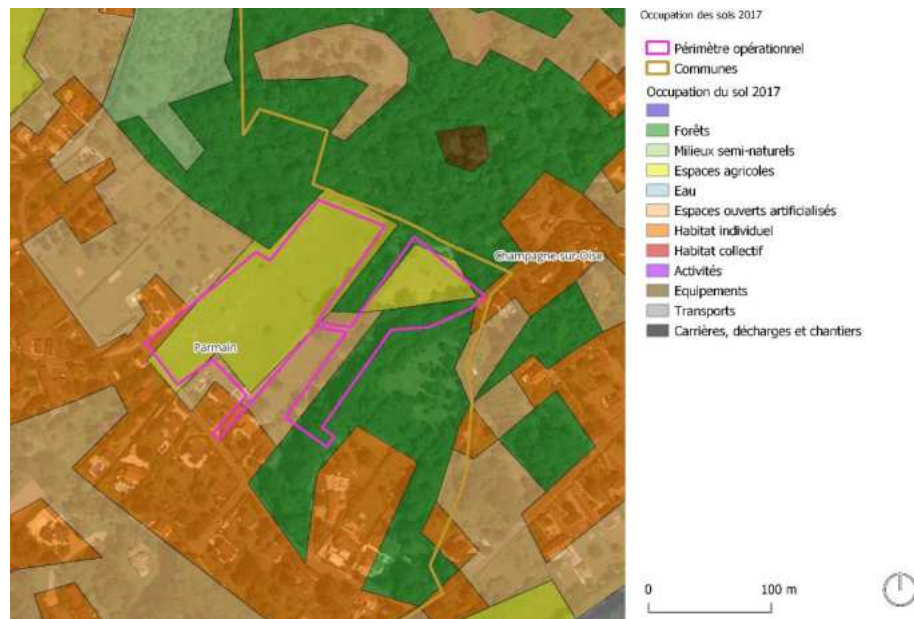 Occupation des sols 2017
Périmètre opérationnel
Communes
Occupation du sol 2017
Forêts
Milieux semi-naturels
Espaces agricoles
Eau
Espaces ouverts artificialisés
Habitat individuel
Habitat collectif
Activités
Equipements
Transports
Carrières, décharges et chantiers
Champagne-sur-Oise
Parmain
0 100 m